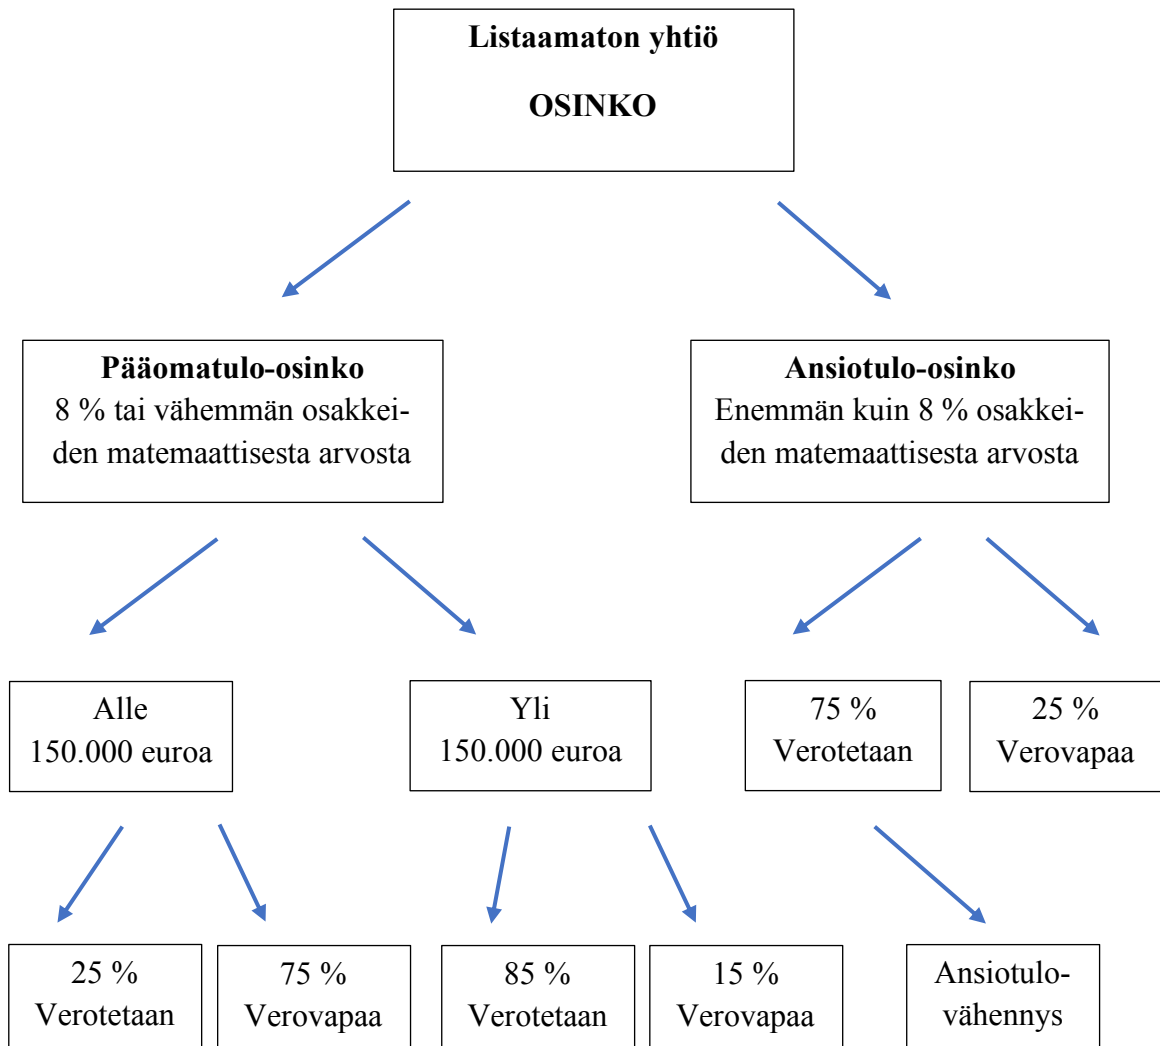 Listaamaton yhtiö
OSINKO
Pääomatulo-osinko
8 % tai vähemmän osakkei-
den matemaattisesta arvosta
Ansiotulo-osinko
Enemmän kuin 8 % osakkei-
den matemaattisesta arvosta
Alle
150.000 euroa
Yli
150.000 euroa
75 %
Verotetaan
25 %
Verovapaa
25 %
Verotetaan
75 %
Verovapaa
85 %
Verotetaan
15 %
Verovapaa
Ansiotulo-
vähennys